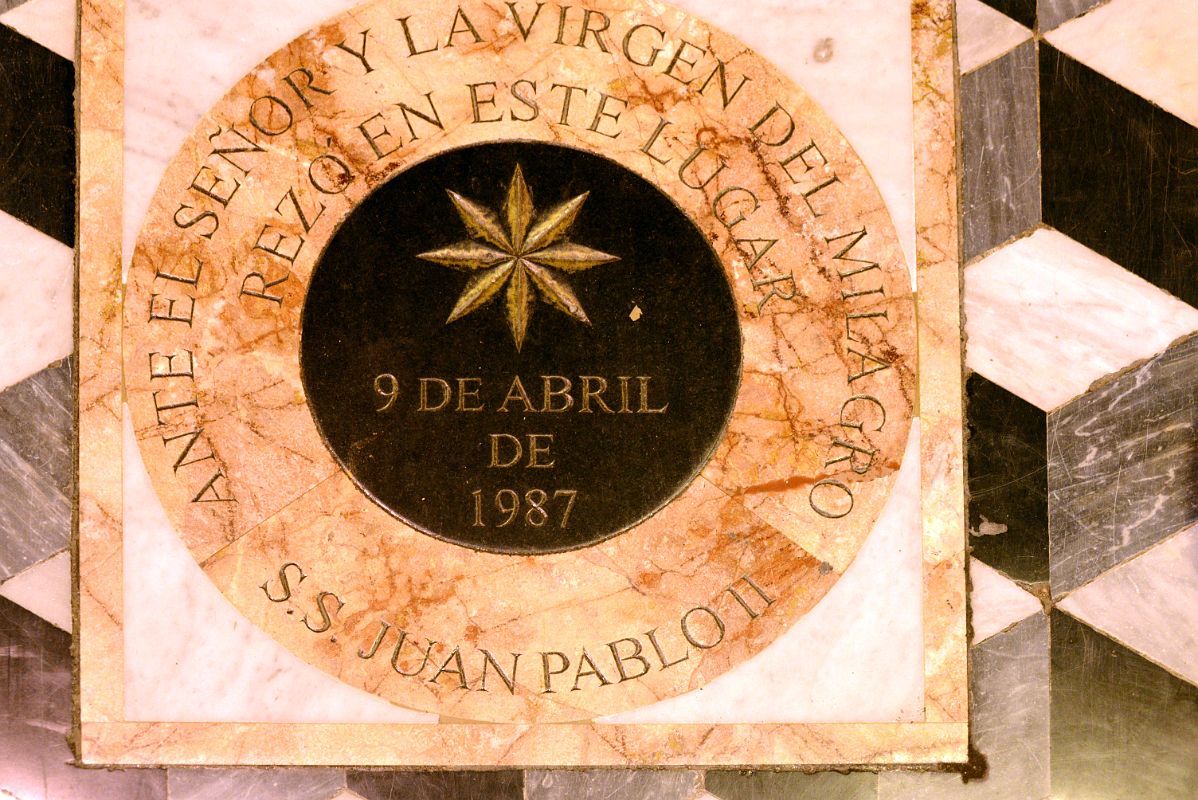 ANTE EL SEÑOR Y LA VIRGEN DEL MILAGRO
REZÓ EN ESTE LUGAR
9 DE ABRIL
DE
1987
S.S. JUAN PABLO II